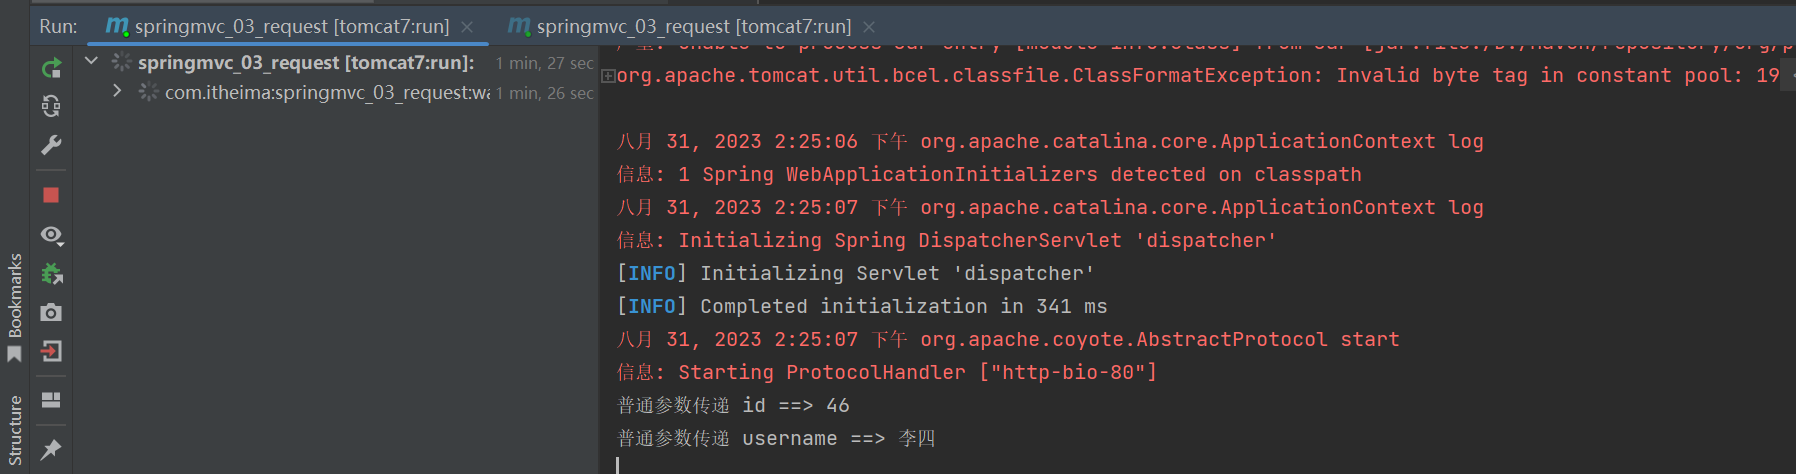 Run: springmvc_03_request [tomcat7:run] × springmvc_03_request [tomcat7:run] ×
springmvc_03_request [tomcat7:run]: 1 min, 27 sec
com.itheima:springmvc_03_request:wa 1 min, 26 sec
Bookmarks
Structure
org.apache.tomcat.util.bcel.classfile.ClassFormatException: Invalid byte tag in constant pool: 19
八月 31, 2023 2:25:06 下午 org.apache.catalina.core.ApplicationContext log
信息: 1 Spring WebApplicationInitializers detected on classpath
八月 31, 2023 2:25:07 下午 org.apache.catalina.core.ApplicationContext log
信息: Initializing Spring DispatcherServlet 'dispatcher'
[INFO] Initializing Servlet 'dispatcher'
[INFO] Completed initialization in 341 ms
八月 31, 2023 2:25:07 下午 org.apache.coyote.AbstractProtocol start
信息: Starting ProtocolHandler ["http-bio-80"]
普通参数传递 id ==> 46
普通参数传递 username ==> 李四